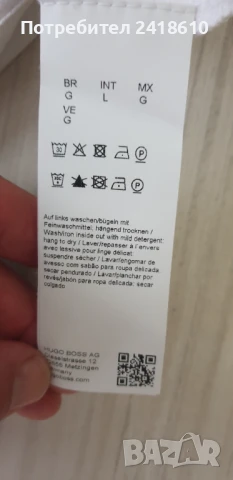 Потребител 2418610
BR INT MX
G L G
VE
G
Auf links waschen/bügeln mit
Feinwaschmittel, hängend trocknen /
Wash/iron inside out with mild detergent,
hang to dry / Laver/repasser à l'envers
avec lessive pour linge délicat,
suspendre sécher / Lavar/engomar de
avesso com sabão para roupa delicada,
secar pendurado / Lavar/planchar por
revés/jabón para ropa delicada: secar
colgado
HUGO BOSS AG
12
Metzingen
Germany
BAZAR